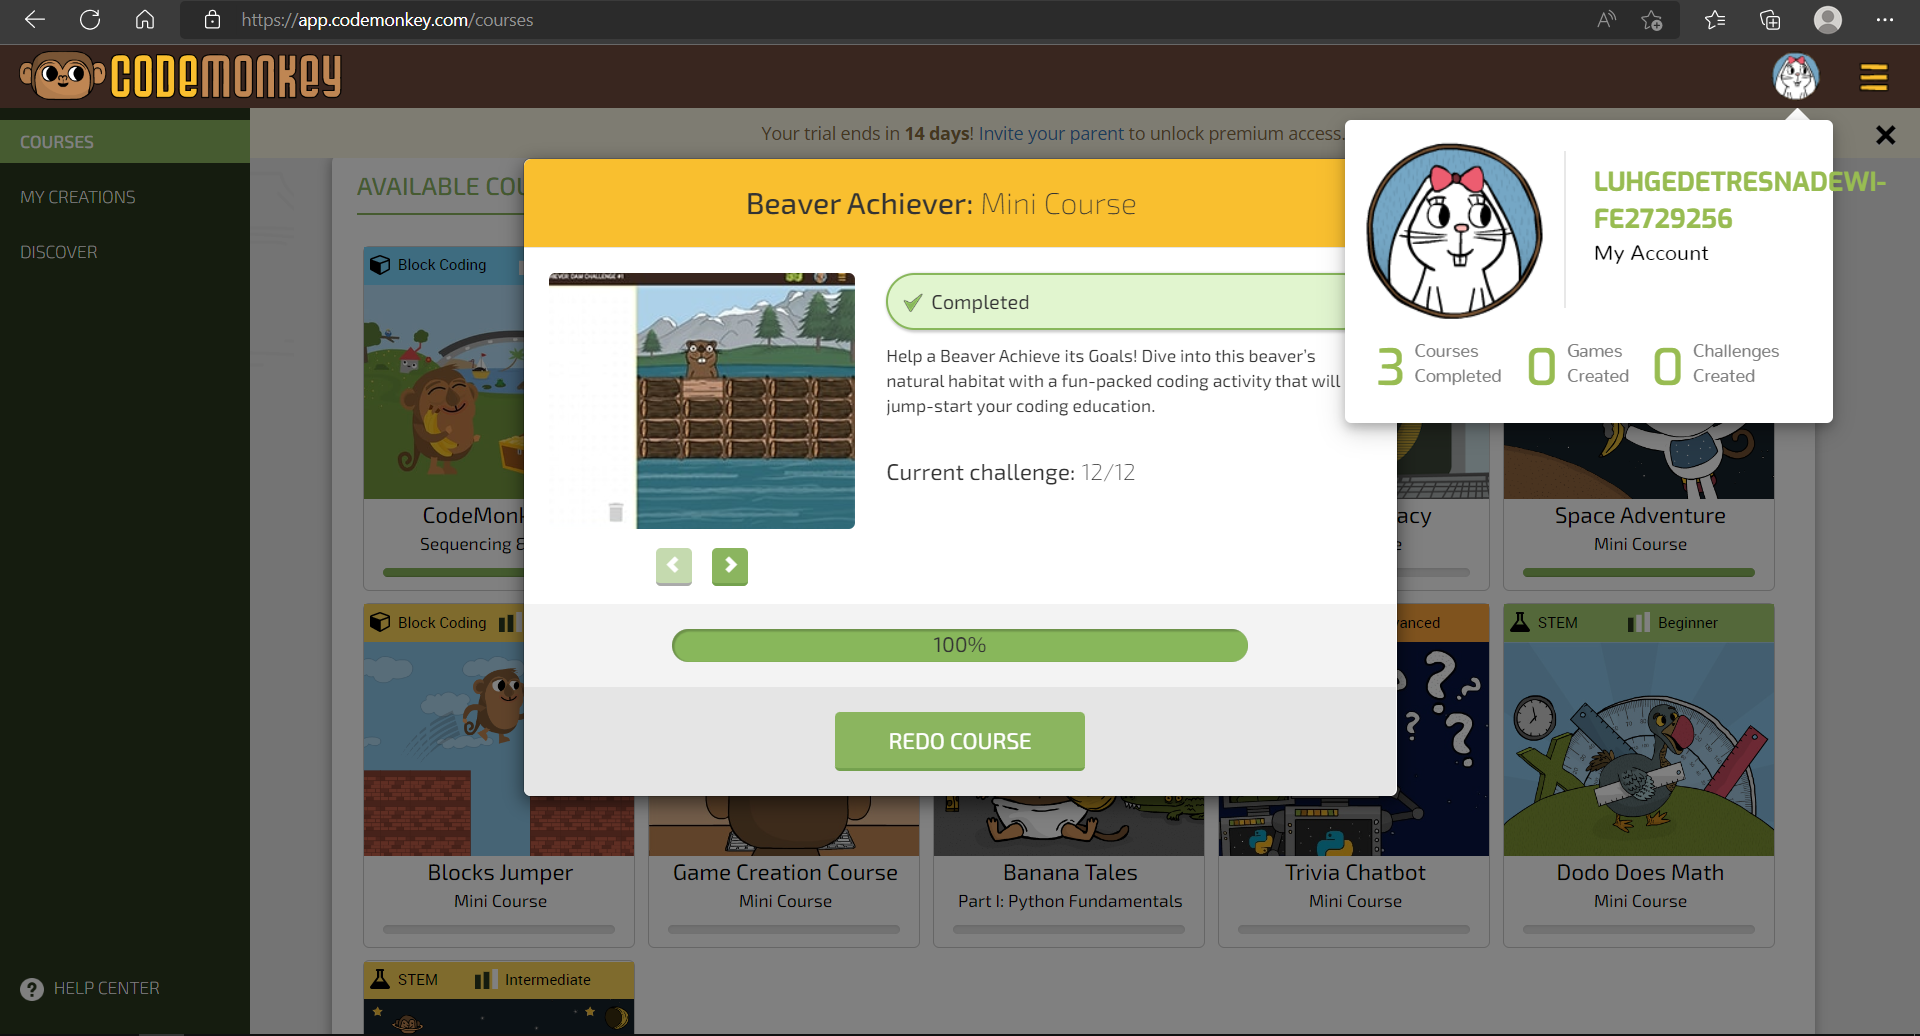 https://app.codemonkey.com/courses
CODEMONKEY
COURSES
MY CREATIONS
DISCOVER
HELP CENTER
Your trial ends in 14 days! Invite your parent to unlock premium access.
AVAILABLE COU
LUHGEDETRESNADEWI-
FE2729256
My Account
3 Courses Completed
0 Games Created
0 Challenges Created
Beaver Achiever: Mini Course
DAM CHALLENGE #1
Completed
Help a Beaver Achieve its Goals! Dive into this beaver's
natural habitat with a fun-packed coding activity that will
jump-start your coding education.
Current challenge: 12/12
100%
REDO COURSE
Block Coding
CodeMonk
Sequencing &
acy
e
Space Adventure
Mini Course
Block Coding
Blocks Jumper
Mini Course
Game Creation Course
Mini Course
Banana Tales
Part I: Python Fundamentals
anced
Trivia Chatbot
Mini Course
STEM Beginner
Dodo Does Math
Mini Course
STEM Intermediate